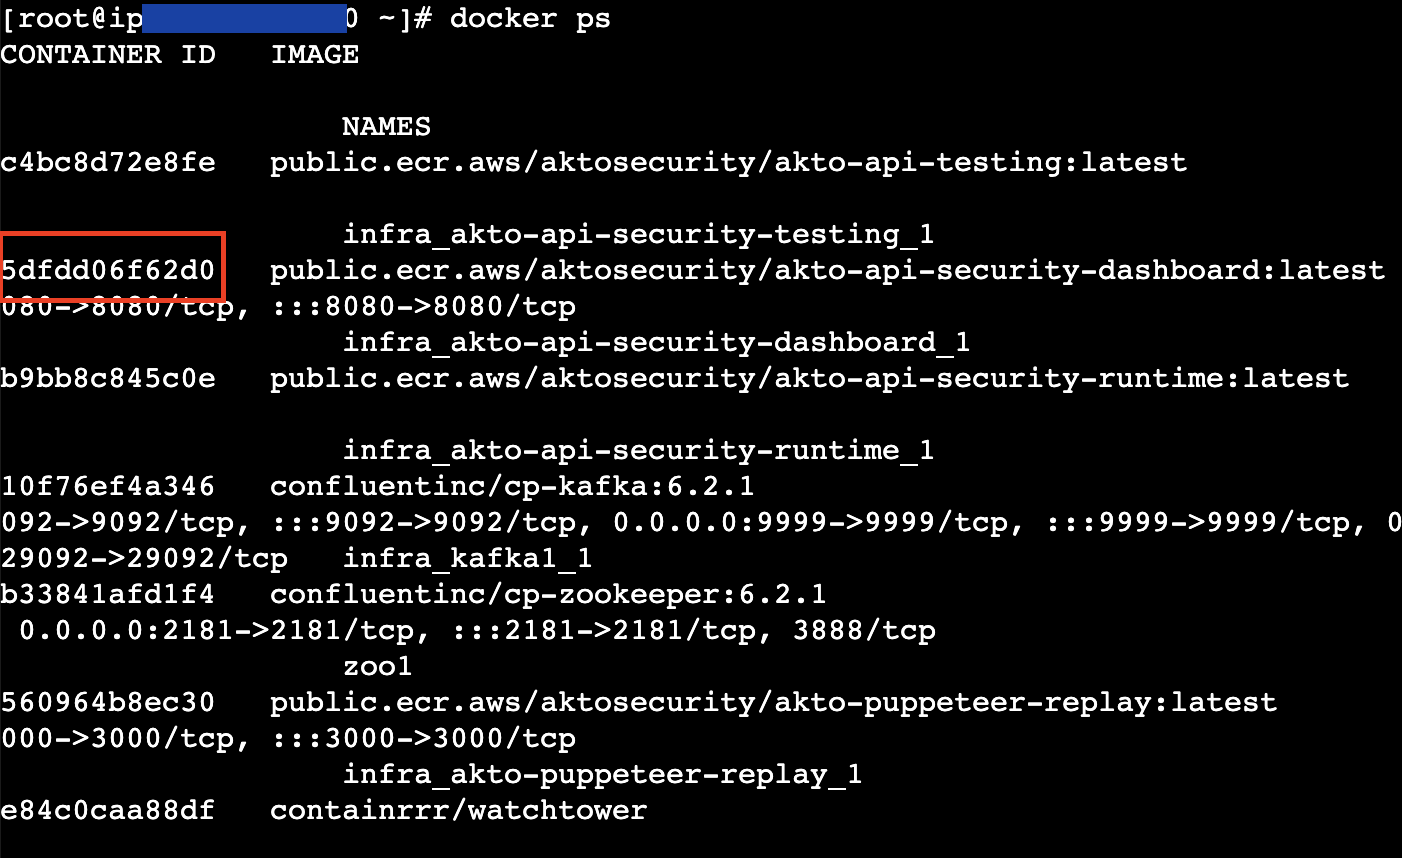 [root@ip 0 ~]# docker ps
CONTAINER ID IMAGE
NAMES
c4bc8d72e8fe public.ecr.aws/aktosecurity/akto-api-testing:latest
infra_akto-api-security-testing_1
5dfdd06f62d0 public.ecr.aws/aktosecurity/akto-api-security-dashboard:latest
080->8080/tcp, :::8080->8080/tcp
infra_akto-api-security-dashboard_1
b9bb8c845c0e public.ecr.aws/aktosecurity/akto-api-security-runtime:latest
infra_akto-api-security-runtime_1
10f76ef4a346 confluentinc/cp-kafka:6.2.1
092->9092/tcp, :::9092->9092/tcp, 0.0.0.0:9999->9999/tcp, :::9999->9999/tcp, 0
29092->29092/tcp infra_kafka1_1
b33841afd1f4 confluentinc/cp-zookeeper:6.2.1
0.0.0.0:2181->2181/tcp, :::2181->2181/tcp, 3888/tcp
zoo1
560964b8ec30 public.ecr.aws/aktosecurity/akto-puppeteer-replay:latest
000->3000/tcp, :::3000->3000/tcp
infra_akto-puppeteer-replay_1
e84c0caa88df containrrr/watchtower